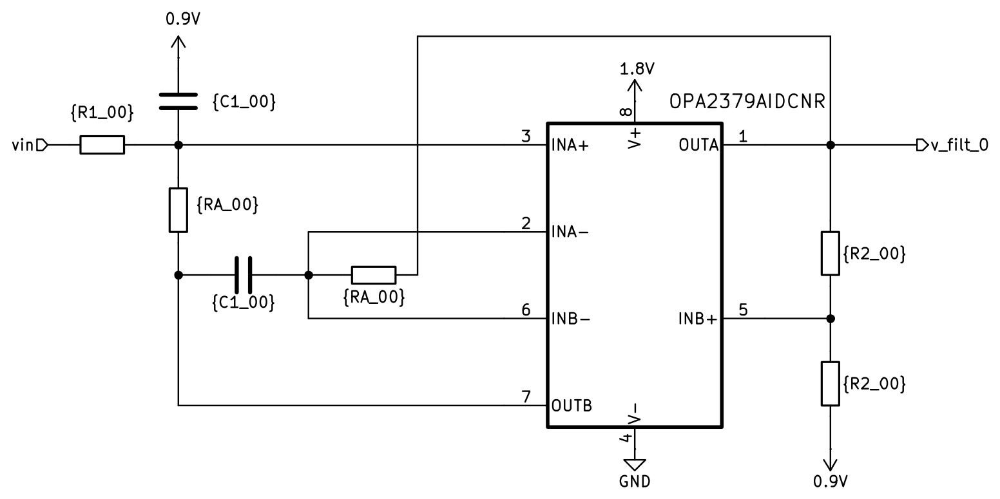 0.9V
1.8V
OPA2379AIDCNR
{C1_00}
{R1_00}
8
vin
3
INA+
V+
OUTA
1
v_filt_0
{RA_00}
2
INA-
{R2_00}
{C1_00}
{RA_00}
6
INB-
INB+
5
{R2_00}
7
OUTB
V-
4
GND
0.9V